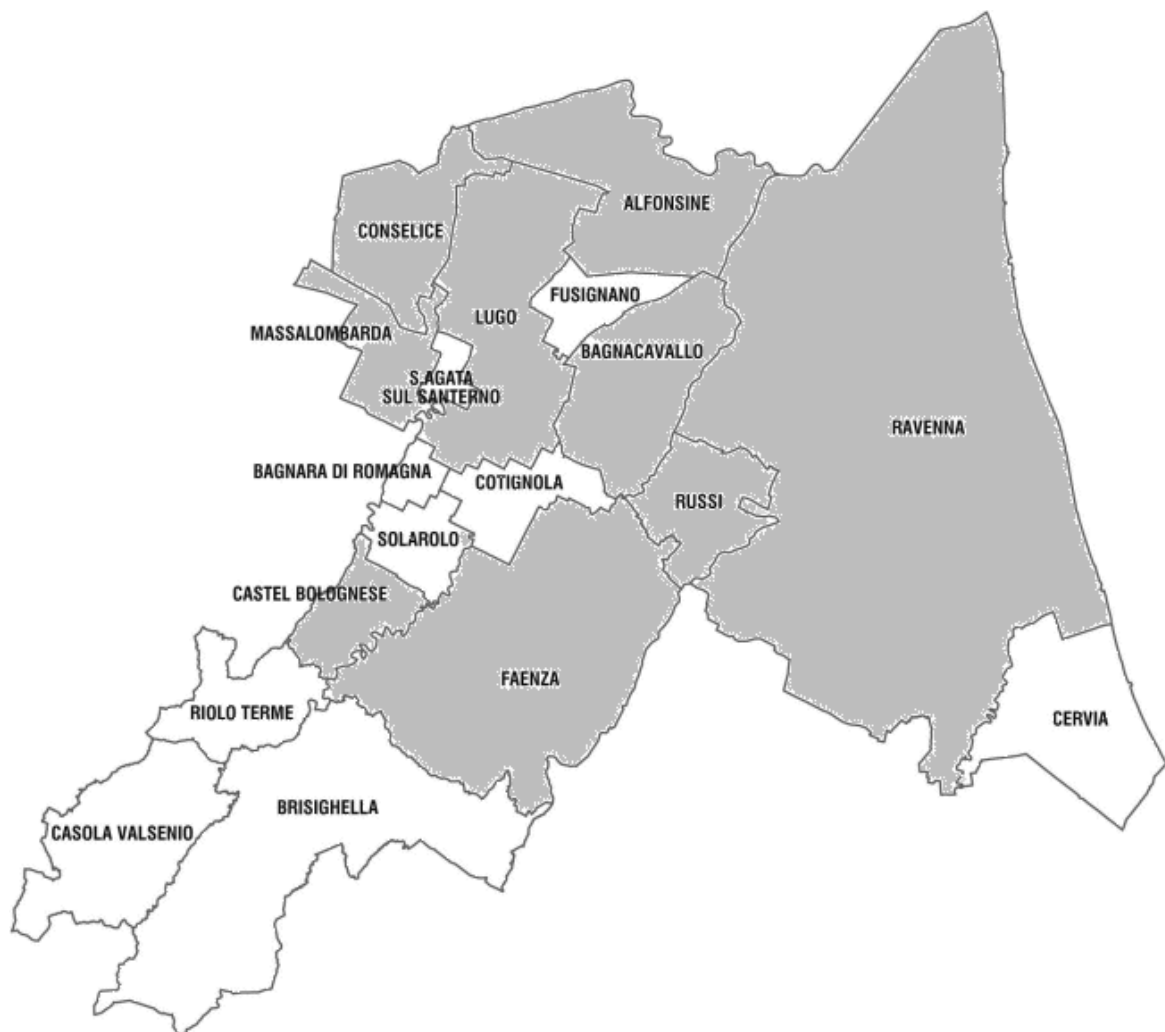 ALFONSINE
CONSELICE
FUSIGNANO
LUGO
MASSALOMBARDA
BAGNACAVALLO
S.AGATA
SUL SANTERNO
RAVENNA
BAGNARA DI ROMAGNA
COTIGNOLA
RUSSI
SOLAROLO
CASTEL BOLOGNESE
FAENZA
RIOLO TERME
CERVIA
BRISIGHELLA
CASOLA VALSENIO